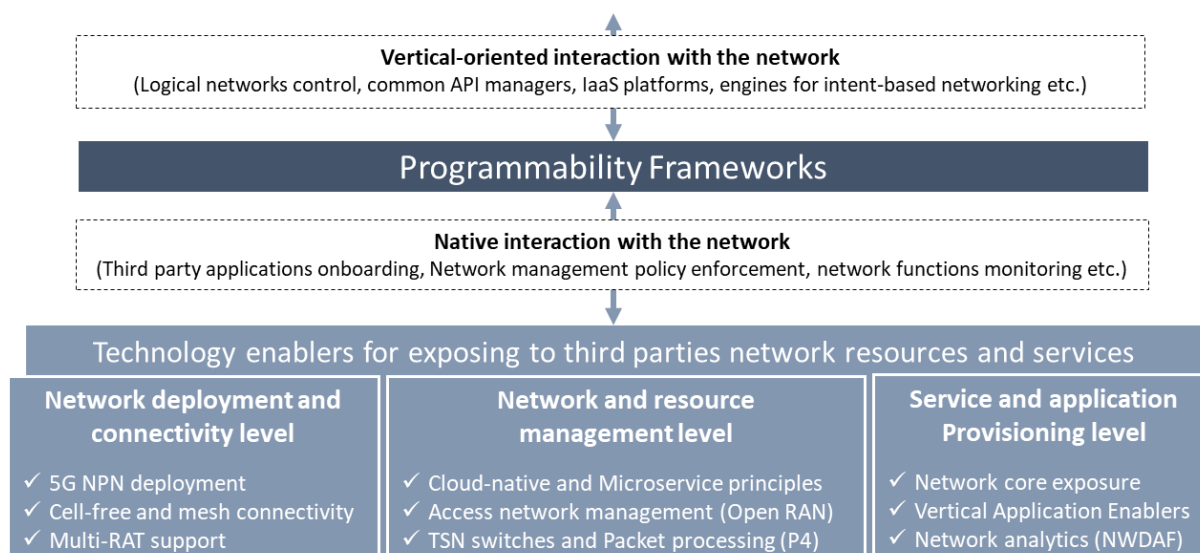 Vertical-oriented interaction with the network
(Logical networks control, common API managers, IaaS platforms, engines for intent-based networking etc.)
Programmability Frameworks
Native interaction with the network
(Third party applications onboarding, Network management policy enforcement, network functions monitoring etc.)
Technology enablers for exposing to third parties network resources and services
Network deployment and
connectivity level
✓ 5G NPN deployment
✓ Cell-free and mesh connectivity
✓ Multi-RAT support
Network and resource
management level
✓ Cloud-native and Microservice principles
✓ Access network management (Open RAN)
✓ TSN switches and Packet processing (P4)
Service and application
Provisioning level
✓ Network core exposure
✓ Vertical Application Enablers
✓ Network analytics (NWDAF)